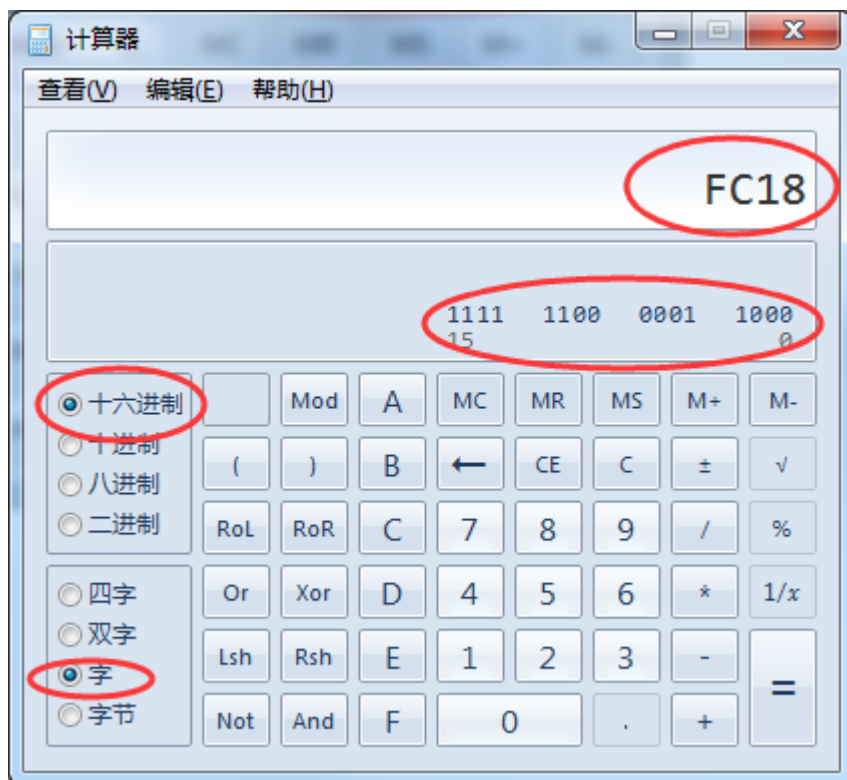 计算器
查看(V) 编辑(E) 帮助(H)
FC18
1111 1100 0001 1000
15 0
十六进制 Mod A MC MR MS M+ M-
十进制
( ) B ← CE C ± √
八进制
二进制 RoL RoR C 7 8 9 / %
四字 Or Xor D 4 5 6 * 1/x
双字
Lsh Rsh E 1 2 3 - =
字
字节 Not And F 0 . +